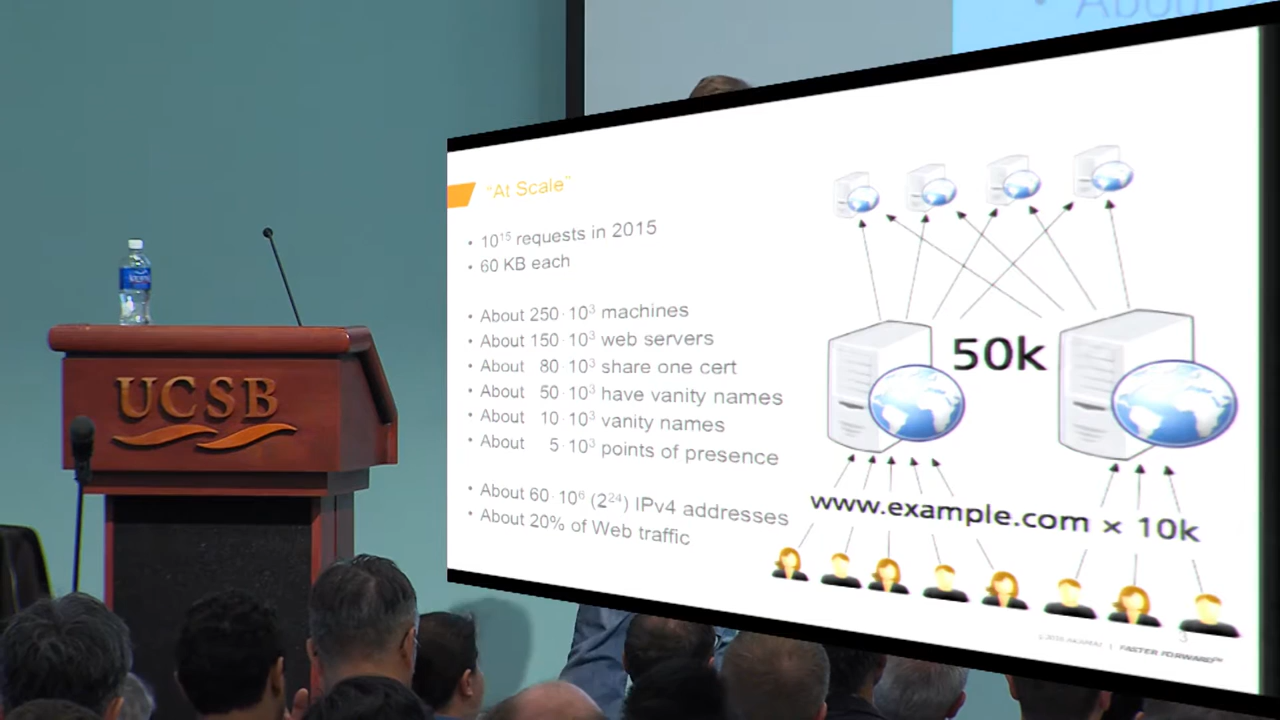 About
UCSB
“At Scale”
• 10¹⁵ requests in 2015
• 60 KB each
• About 250·10³ machines
• About 150·10³ web servers
• About 80·10³ share one cert
• About 50·10³ have vanity names
• About 10·10³ vanity names
• About 5·10³ points of presence
• About 60·10⁶ (2²⁴) IPv4 addresses
• About 20% of Web traffic
50k
www.example.com x 10k
3
FASTER FORWARD™